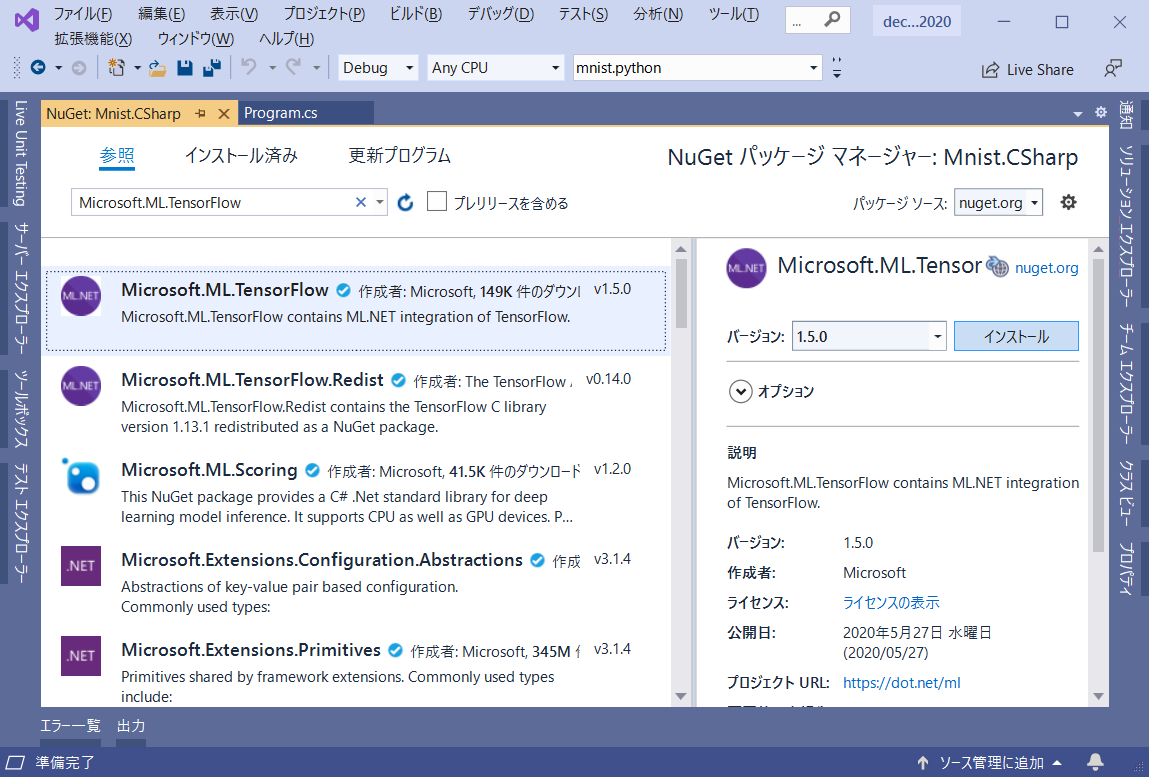 ファイル(F) 編集(E) 表示(V) プロジェクト(P) ビルド(B) デバッグ(D) テスト(S) 分析(N) ツール(T) ... dec...2020
拡張機能(X) ウィンドウ(W) ヘルプ(H)
Debug Any CPU mnist.python Live Share
NuGet: Mnist.CSharp Program.cs
Live Unit Testing
サーバー エクスプローラー
ツールボックス
テスト エクスプローラー
参照 インストール済み 更新プログラム NuGet パッケージ マネージャー: Mnist.CSharp
Microsoft.ML.TensorFlow プレリリースを含める パッケージ ソース: nuget.org
ML.NET Microsoft.ML.TensorFlow 作成者: Microsoft, 149K 件のダウン v1.5.0
Microsoft.ML.TensorFlow contains ML.NET integration of TensorFlow.
ML.NET Microsoft.ML.TensorFlow.Redist 作成者: The TensorFlow v0.14.0
Microsoft.ML.TensorFlow.Redist contains the TensorFlow C library
version 1.13.1 redistributed as a NuGet package.
Microsoft.ML.Scoring 作成者: Microsoft, 41.5K 件のダウンロード v1.2.0
This NuGet package provides a C# .Net standard library for deep
learning model inference. It supports CPU as well as GPU devices. P...
.NET Microsoft.Extensions.Configuration.Abstractions 作成 v3.1.4
Abstractions of key-value pair based configuration.
Commonly used types:
.NET Microsoft.Extensions.Primitives 作成者: Microsoft, 345M v3.1.4
Primitives shared by framework extensions. Commonly used types
include:
ML.NET Microsoft.ML.Tensor nuget.org
バージョン: 1.5.0 インストール
オプション
説明
Microsoft.ML.TensorFlow contains ML.NET integration
of TensorFlow.
バージョン: 1.5.0
作成者: Microsoft
ライセンス: ライセンスの表示
公開日: 2020年5月27日 水曜日
(2020/05/27)
プロジェクト URL: https://dot.net/ml
通知
ソリューション エクスプローラー
チーム エクスプローラー
クラス ビュー
プロパティ
エラー一覧 出力
準備完了 ソース管理に追加